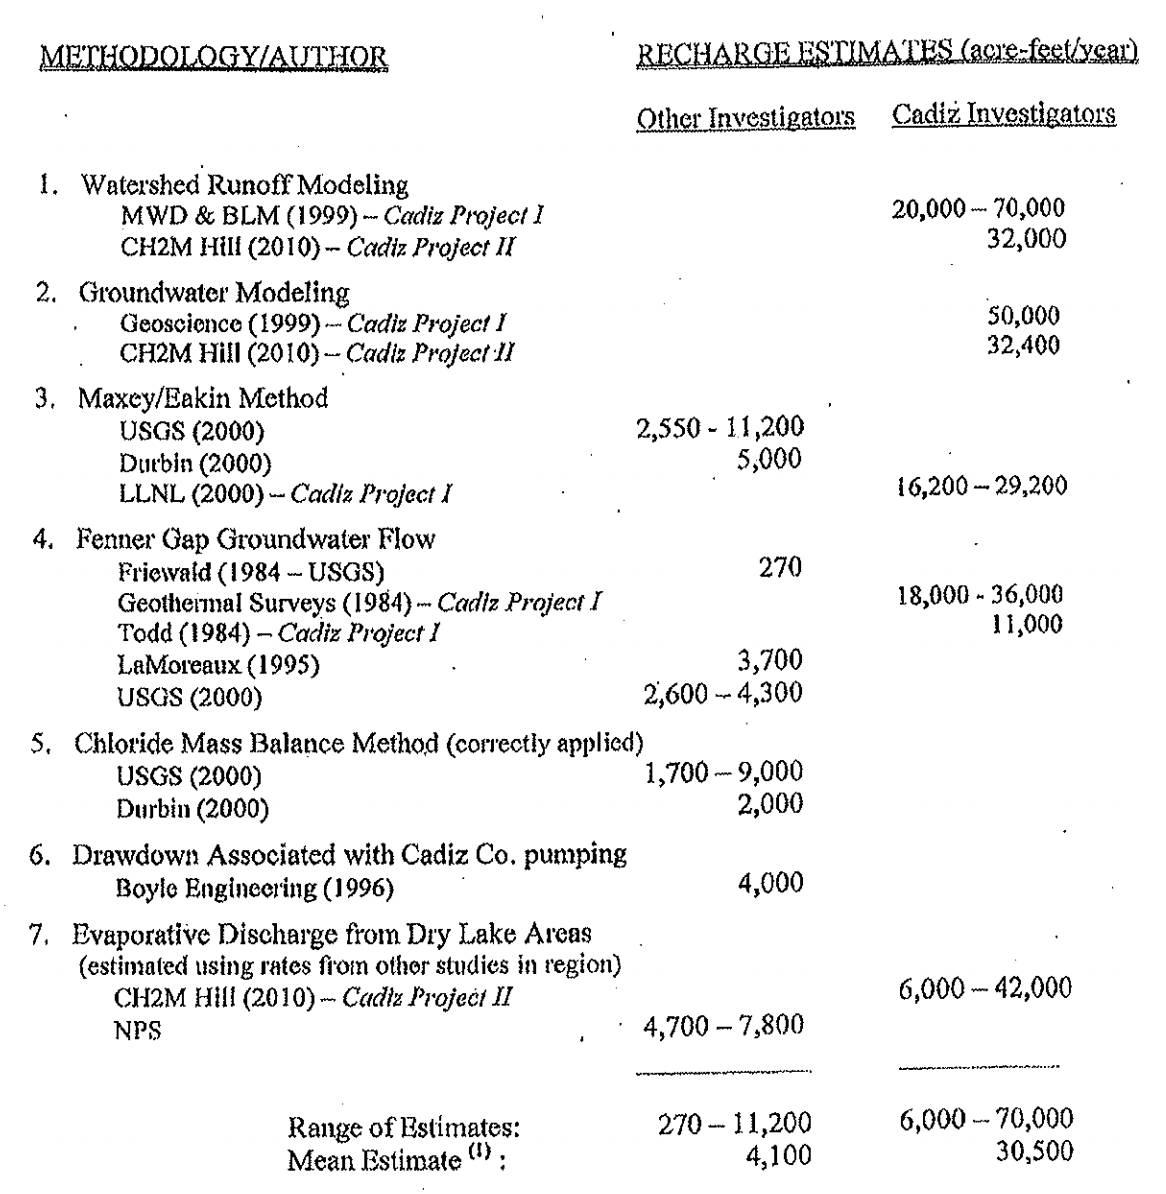 METHODOLOGY/AUTHOR RECHARGE ESTIMATES (acre-feet/year)
Other Investigators Cadiz Investigators
1. Watershed Runoff Modeling
MWD & BLM (1999) – Cadiz Project I 20,000 – 70,000
CH2M Hill (2010) – Cadiz Project II 32,000
2. Groundwater Modeling
Geoscience (1999) – Cadiz Project I 50,000
CH2M Hill (2010) – Cadiz Project II 32,400
3. Maxey/Eakin Method
USGS (2000) 2,550 - 11,200
Durbin (2000) 5,000
LLNL (2000) – Cadiz Project I 16,200 – 29,200
4. Fenner Gap Groundwater Flow
Friewald (1984 – USGS) 270
Geothermal Surveys (1984) – Cadiz Project I 18,000 - 36,000
Todd (1984) – Cadiz Project I 11,000
LaMoreaux (1995) 3,700
USGS (2000) 2,600 – 4,300
5. Chloride Mass Balance Method (correctly applied)
USGS (2000) 1,700 – 9,000
Durbin (2000) 2,000
6. Drawdown Associated with Cadiz Co. pumping
Boyle Engineering (1996) 4,000
7. Evaporative Discharge from Dry Lake Areas
(estimated using rates from other studies in region)
CH2M Hill (2010) – Cadiz Project II 6,000 – 42,000
NPS 4,700 – 7,800
Range of Estimates: 270 – 11,200 6,000 – 70,000
Mean Estimate (1) : 4,100 30,500